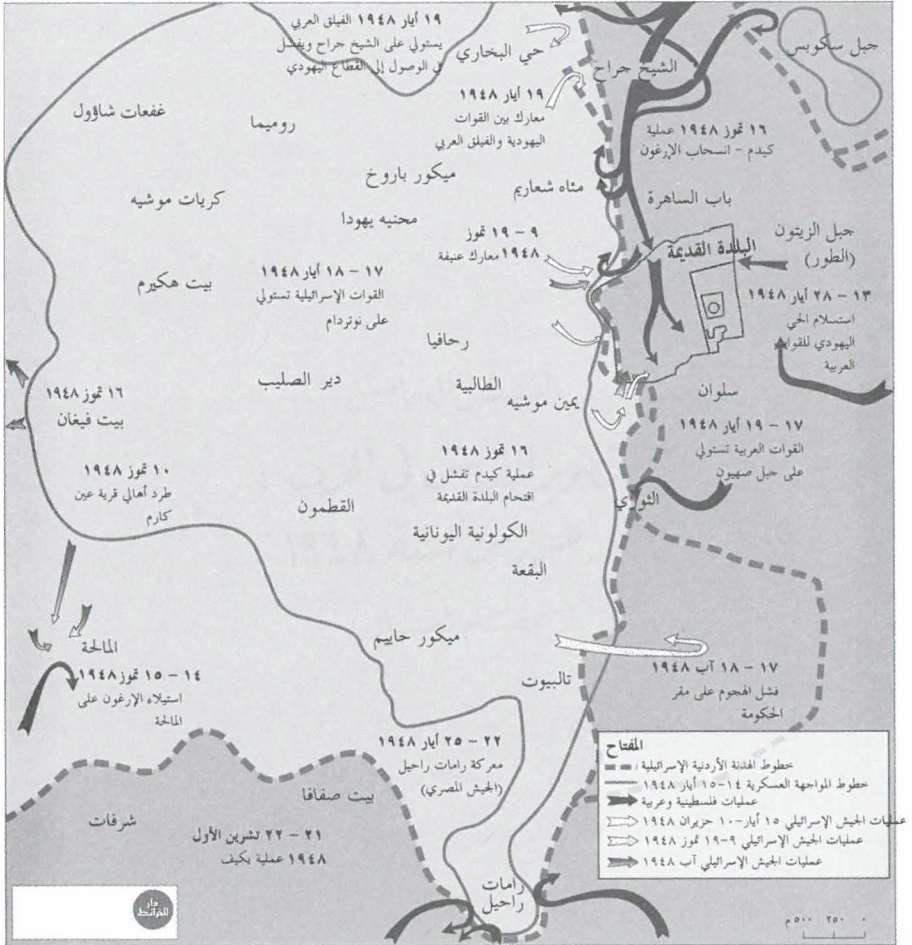 ١٩ أيار ١٩٤٨ الفيلق العربي
يستولي على الشيخ جراح ويفشل
في الوصول إلى القطاع اليهودي
حي البخاري
الشيخ جراح
جبل سكوبس
١٩ أيار ١٩٤٨
معارك بين القوات
اليهودية والفيلق العربي
غفعات شاؤول
روميما
١٦ تموز ١٩٤٨ عملية
كيدم - انسحاب الإرغون
ميكور باروخ
مئاه شعاريم
كريات موشيه
محنيه يهودا
باب الساهرة
٩ - ١٩ تموز
١٩٤٨ معارك عنيفة
البلدة القديمة
جبل الزيتون
(الطور)
بيت هكيرم
١٧ - ١٨ أيار ١٩٤٨
القوات الإسرائيلية تستولي
على نوتردام
١٣ - ٢٨ أيار ١٩٤٨
استسلام الحي
اليهودي للقوات
العربية
رحافيا
دير الصليب
الطالبية
يمين موشيه
سلوان
١٦ تموز ١٩٤٨
بيت فيغان
١٧ - ١٩ أيار ١٩٤٨
القوات العربية تستولي
على جبل صهيون
١٠ تموز ١٩٤٨
طرد أهالي قرية عين
كارم
١٦ تموز ١٩٤٨
عملية كيدم تفشل في
اقتحام البلدة القديمة
القطمون
الثوري
الكولونية اليونانية
البقعة
ميكور حاييم
المالحة
١٤ - ١٥ تموز ١٩٤٨
استيلاء الإرغون على
المالحة
تالبيوت
١٧ - ١٨ آب ١٩٤٨
فشل الهجوم على مقر
الحكومة
٢٢ - ٢٥ أيار ١٩٤٨
معركة رامات راحيل
(الجيش المصري)
بيت صفافا
شرفات
٢١ - ٢٢ تشرين الأول
١٩٤٨ عملية يكيف
رامات
راحيل
المفتاح
خطوط الهدنة الأردنية الإسرائيلية
خطوط المواجهة العسكرية ١٤-١٥ أيار ١٩٤٨
عمليات فلسطينية وعربية
عمليات الجيش الإسرائيلي ١٥ أيار-١٠ حزيران ١٩٤٨
عمليات الجيش الإسرائيلي ٩-١٩ تموز ١٩٤٨
عمليات الجيش الإسرائيلي آب ١٩٤٨
دار
الخرائط
٠ ٢٥٠ ٥٠٠ م